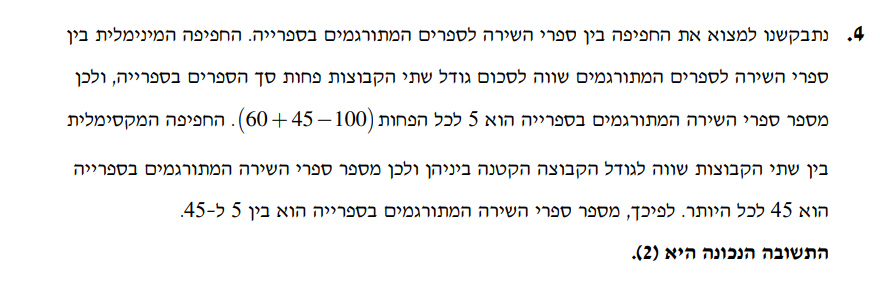 4. נתבקשנו למצוא את החפיפה בין ספרי השירה לספרים המתורגמים בספרייה. החפיפה המינימלית בין
ספרי השירה לספרים המתורגמים שווה לסכום גודל שתי הקבוצות פחות סך הספרים בספרייה, ולכן
מספר ספרי השירה המתורגמים בספרייה הוא 5 לכל הפחות (60+45−100). החפיפה המקסימלית
בין שתי הקבוצות שווה לגודל הקבוצה הקטנה ביניהן ולכן מספר ספרי השירה המתורגמים בספרייה
הוא 45 לכל היותר. לפיכך, מספר ספרי השירה המתורגמים בספרייה הוא בין 5 ל-45.
התשובה הנכונה היא (2).